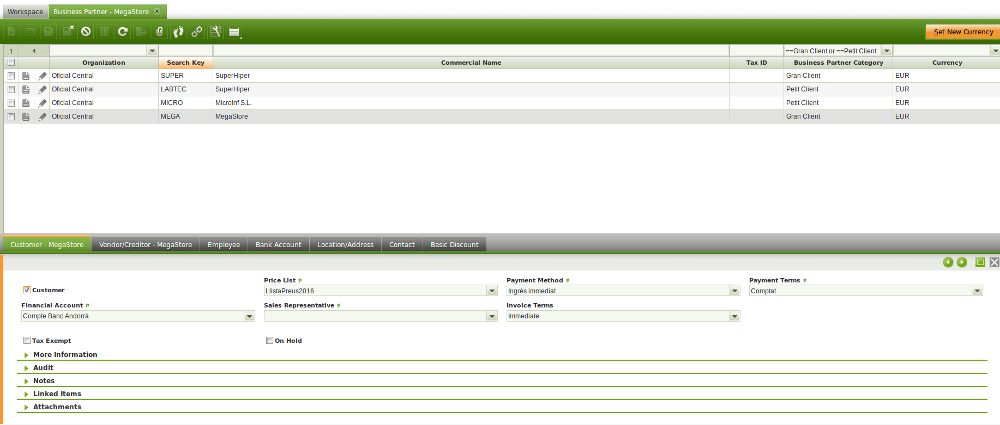 Workspace Business Partner - MegaStore x
Set New Currency
1 4 ==Gran Client or ==Petit Client
Organization Search Key Commercial Name Tax ID Business Partner Category Currency
Oficial Central SUPER SuperHiper Gran Client EUR
Oficial Central LABTEC SuperHiper Petit Client EUR
Oficial Central MICRO MicroInf S.L. Petit Client EUR
Oficial Central MEGA MegaStore Gran Client EUR
Customer - MegaStore Vendor/Creditor - MegaStore Employee Bank Account Location/Address Contact Basic Discount
Price List Payment Method Payment Terms
Customer LlistaPreus2016 Ingrés immediat Comptat
Financial Account Sales Representative Invoice Terms
Compte Banc Andorrà Immediate
Tax Exempt On Hold
More Information
Audit
Notes
Linked Items
Attachments